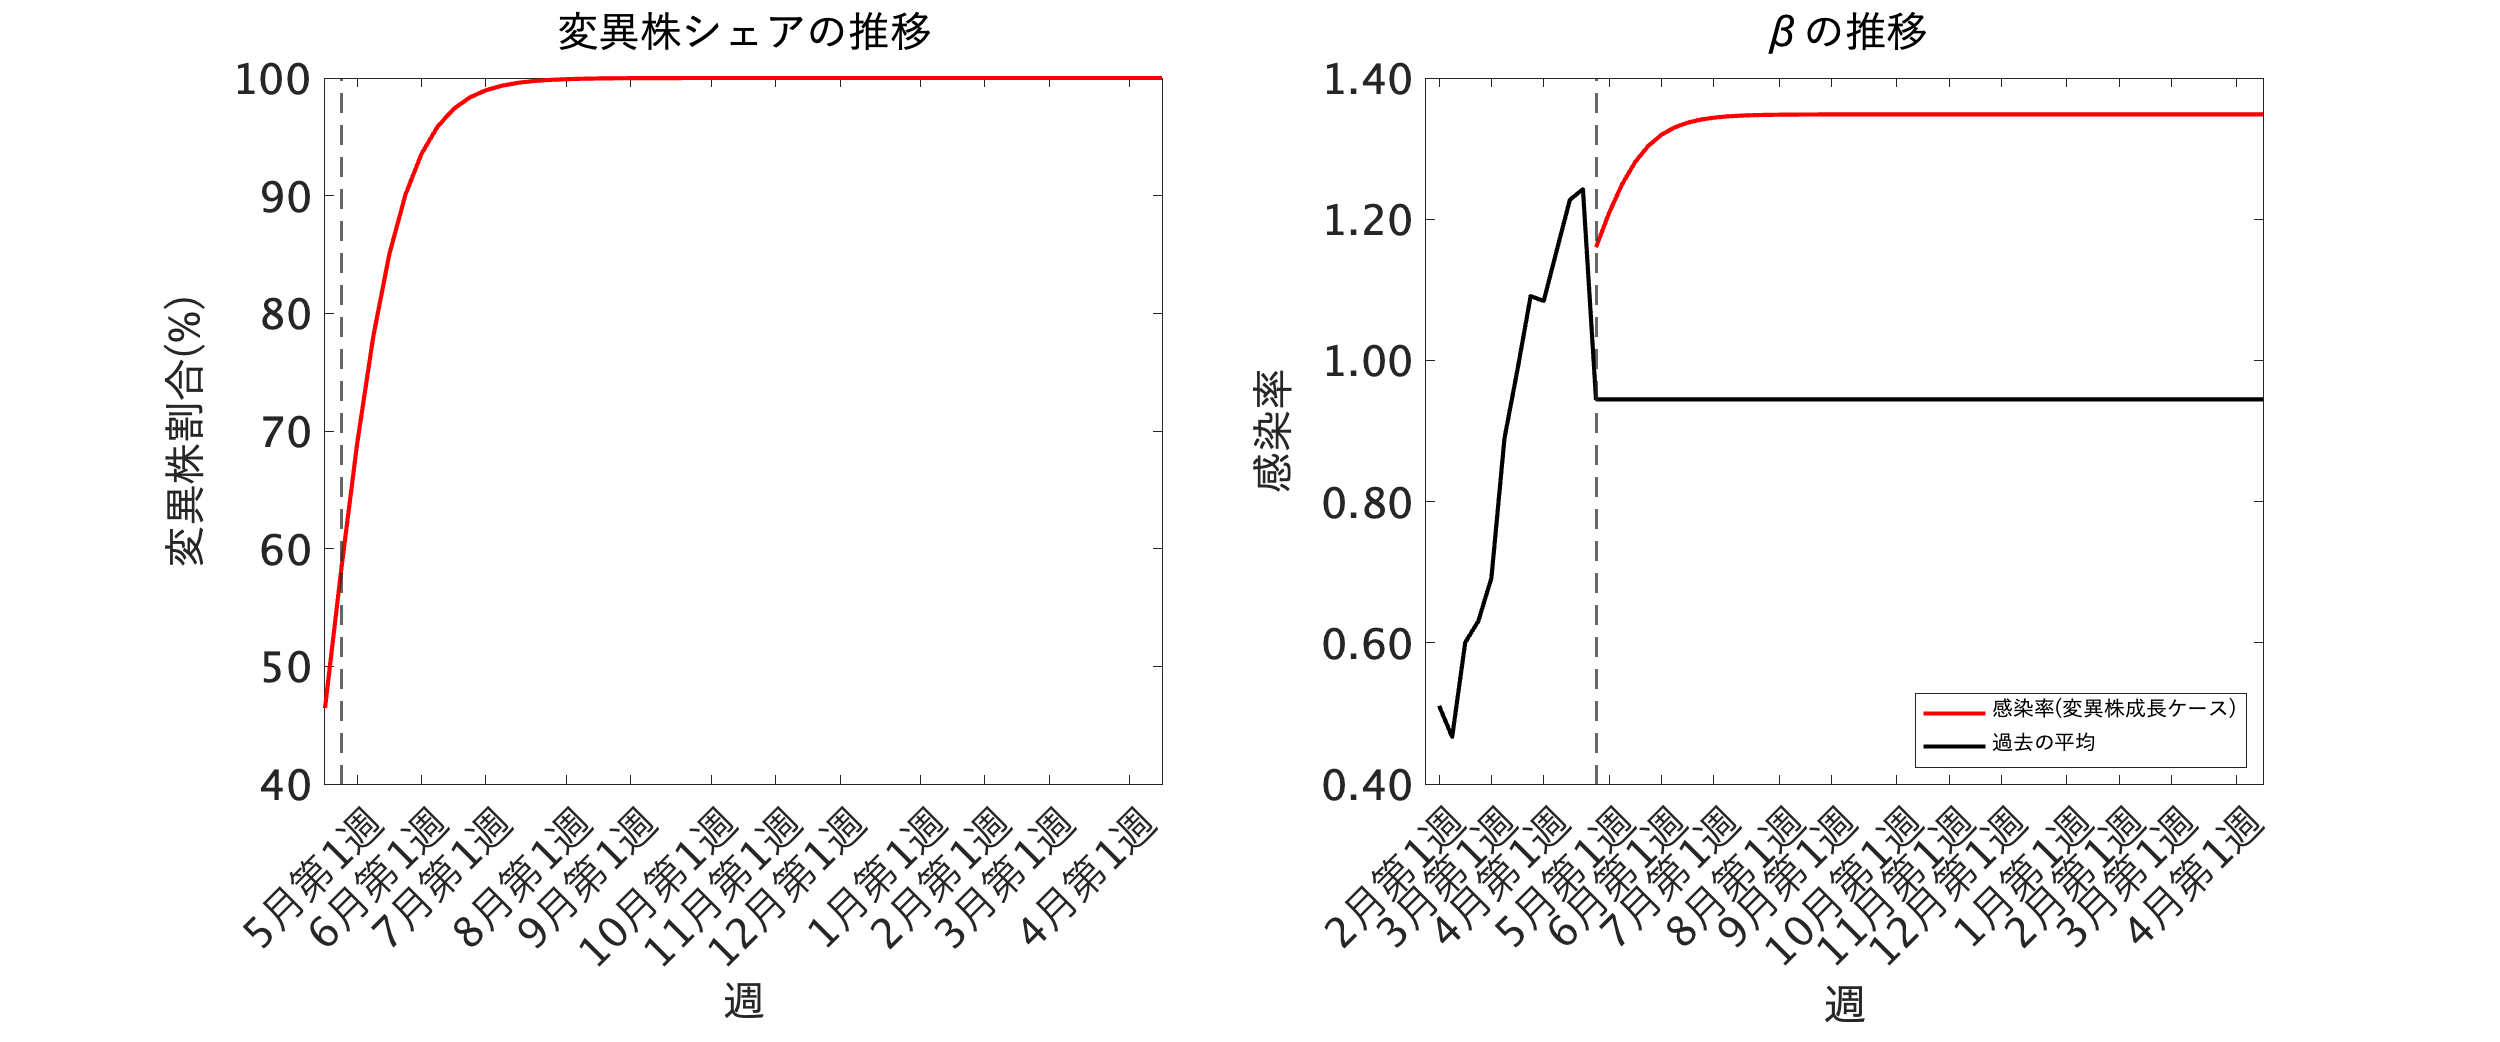 変異株シェアの推移
変異株割合(%)
100
90
80
70
60
50
40
5月第1週
6月第1週
7月第1週
8月第1週
9月第1週
10月第1週
11月第1週
12月第1週
1月第1週
2月第1週
3月第1週
4月第1週
週
βの推移
感染率
1.40
1.20
1.00
0.80
0.60
0.40
感染率(変異株成長ケース)
過去の平均
2月第1週
3月第1週
4月第1週
5月第1週
6月第1週
7月第1週
8月第1週
9月第1週
10月第1週
11月第1週
12月第1週
1月第1週
2月第1週
3月第1週
4月第1週
週